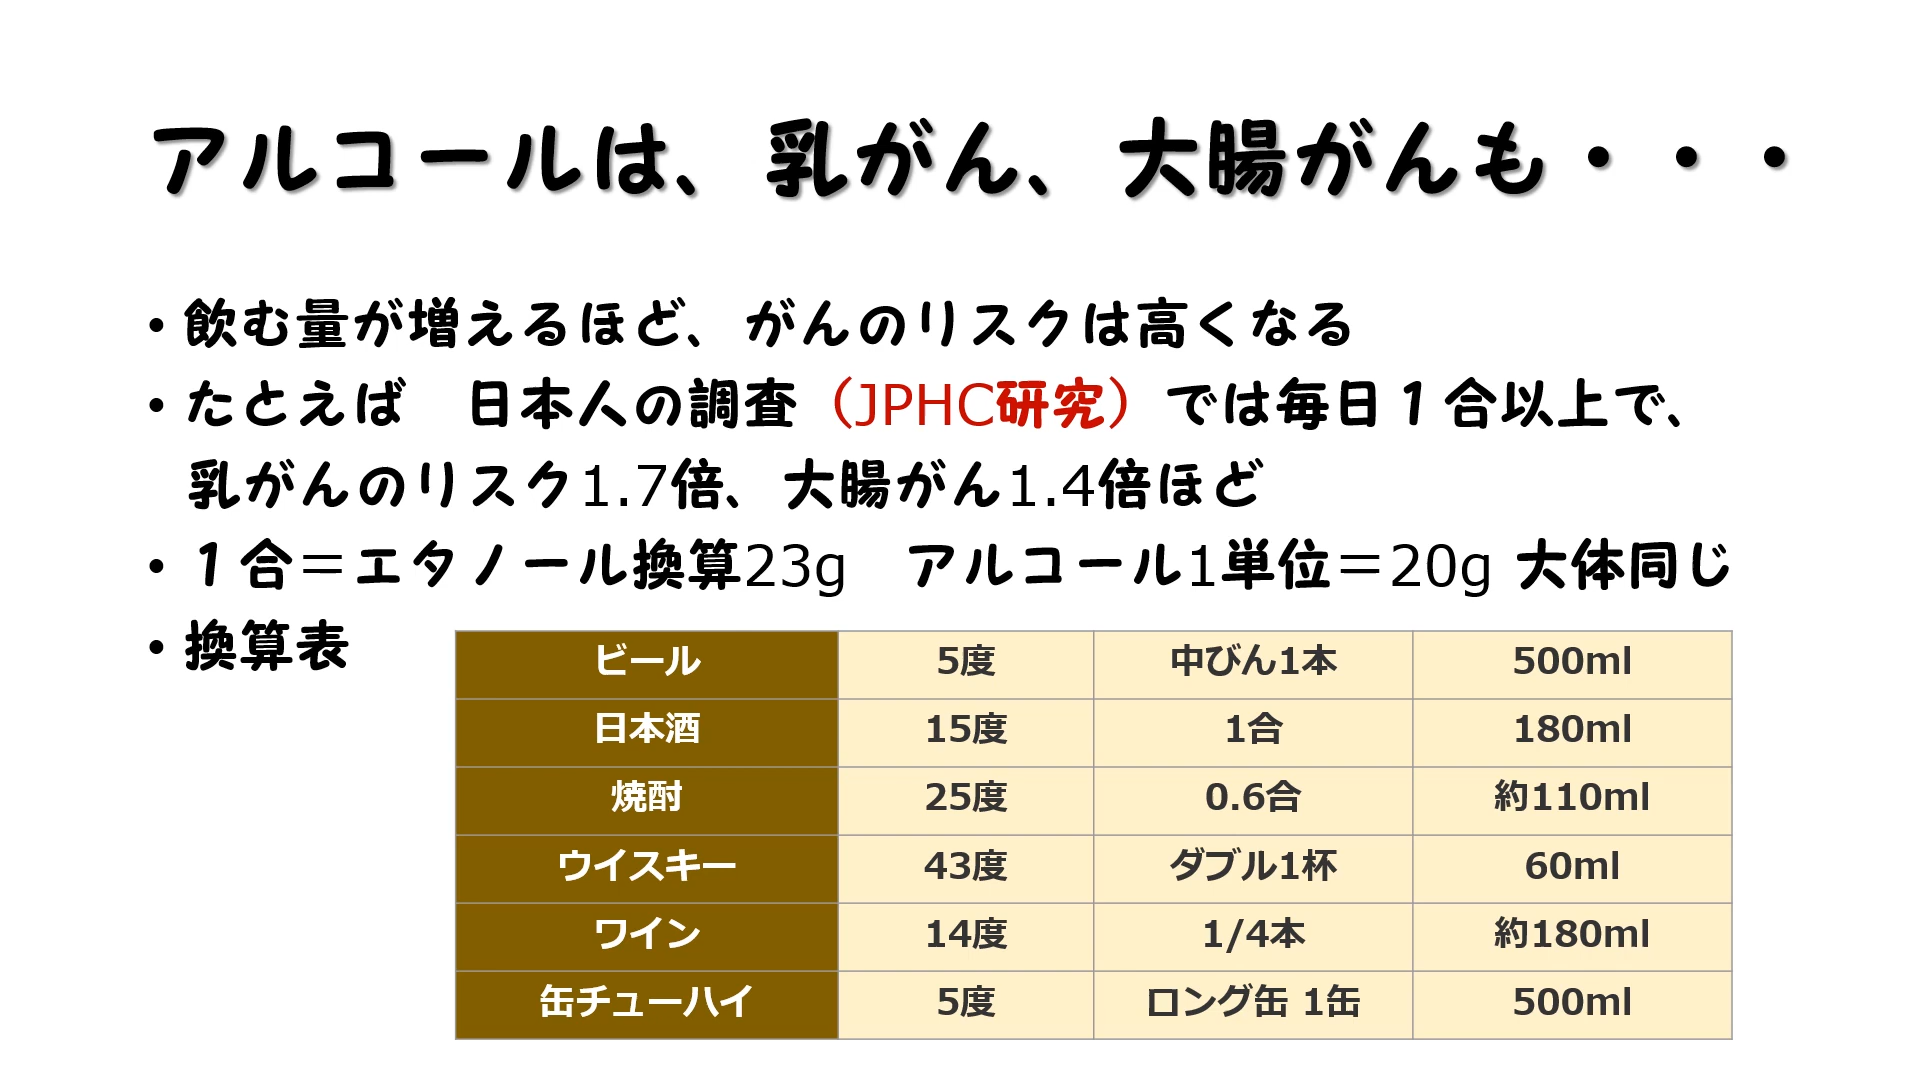 アルコールは、乳がん、大腸がんも・・・
・飲む量が増えるほど、がんのリスクは高くなる
・たとえば　日本人の調査（JPHC研究）では毎日１合以上で、
乳がんのリスク1.7倍、大腸がん1.4倍ほど
・１合＝エタノール換算23g　アルコール1単位＝20g 大体同じ
・換算表
ビール 5度 中びん1本 500ml
日本酒 15度 1合 180ml
焼酎 25度 0.6合 約110ml
ウイスキー 43度 ダブル1杯 60ml
ワイン 14度 1/4本 約180ml
缶チューハイ 5度 ロング缶 1缶 500ml